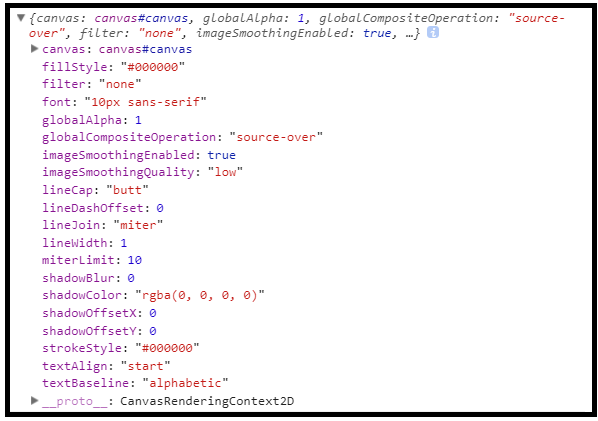 ▼{canvas: canvas#canvas, globalAlpha: 1, globalCompositeOperation: "source-
over", filter: "none", imageSmoothingEnabled: true, …} i
▶canvas: canvas#canvas
fillStyle: "#000000"
filter: "none"
font: "10px sans-serif"
globalAlpha: 1
globalCompositeOperation: "source-over"
imageSmoothingEnabled: true
imageSmoothingQuality: "low"
lineCap: "butt"
lineDashOffset: 0
lineJoin: "miter"
lineWidth: 1
miterLimit: 10
shadowBlur: 0
shadowColor: "rgba(0, 0, 0, 0)"
shadowOffsetX: 0
shadowOffsetY: 0
strokeStyle: "#000000"
textAlign: "start"
textBaseline: "alphabetic"
▶__proto__: CanvasRenderingContext2D